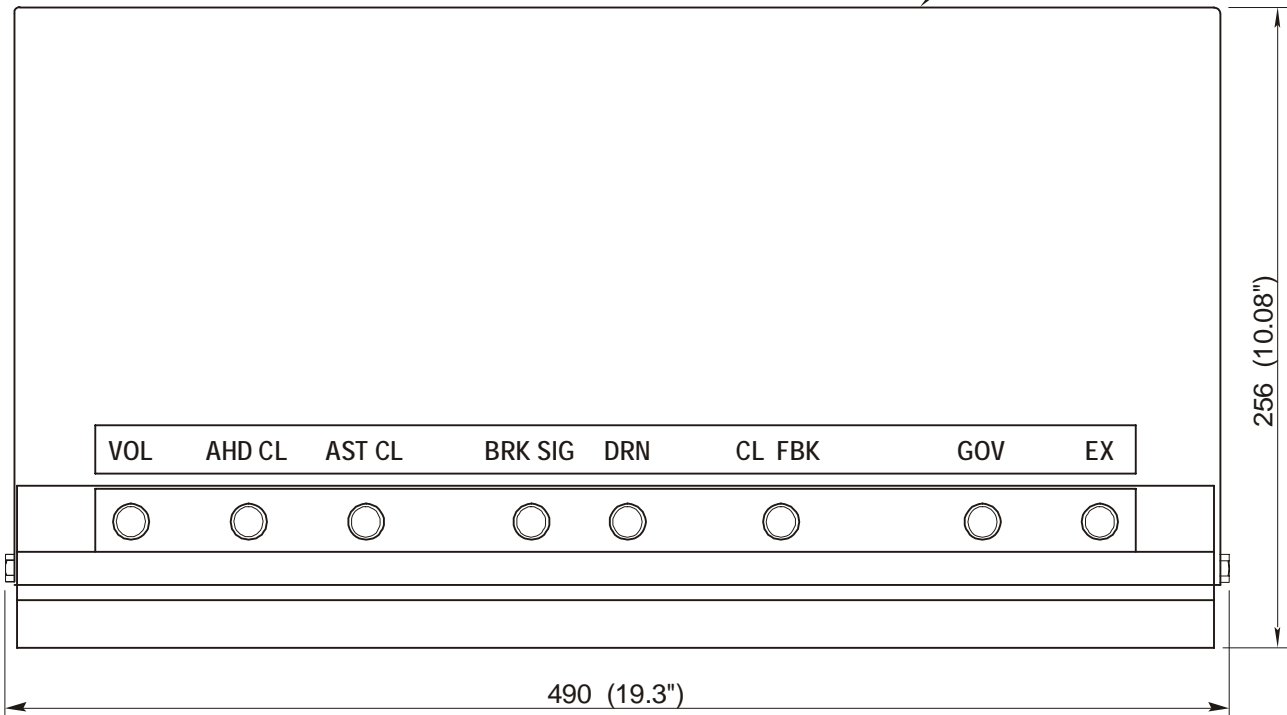 VOL AHD CL AST CL BRK SIG DRN CL FBK GOV EX
256 (10.08")
490 (19.3")